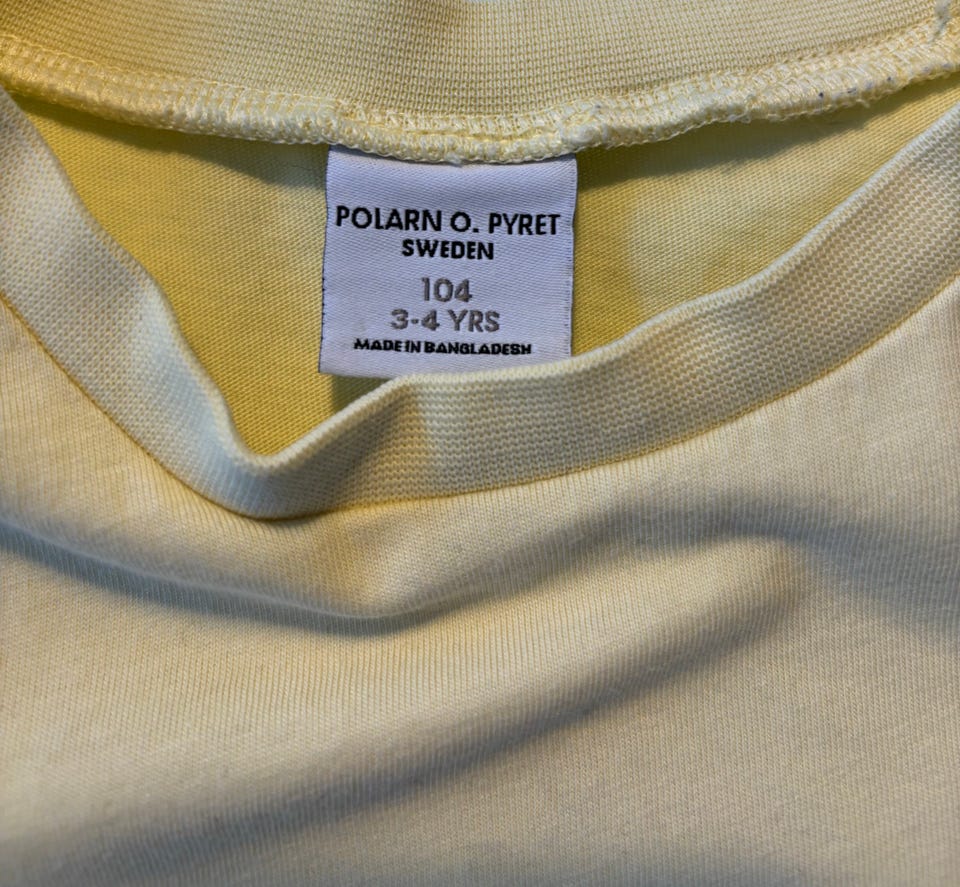 POLARN O. PYRET
SWEDEN
104
3-4 YRS
MADE IN BANGLADESH